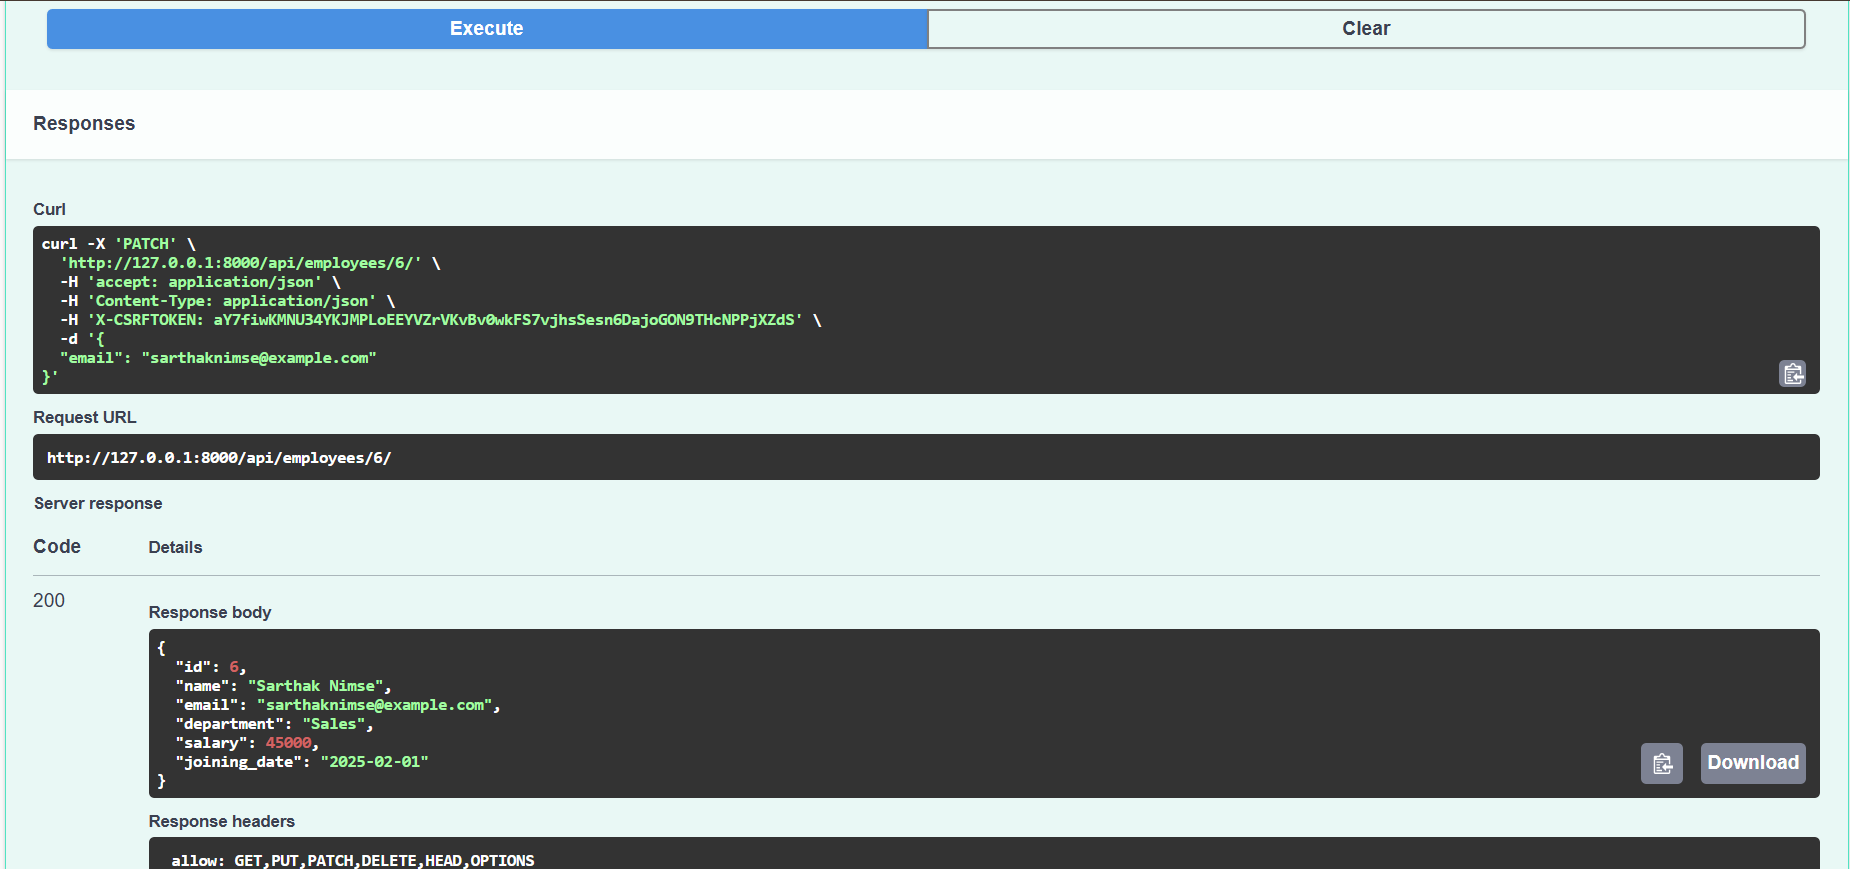 Execute
Clear
Responses
Curl
curl -X 'PATCH' \
  'http://127.0.0.1:8000/api/employees/6/' \
  -H 'accept: application/json' \
  -H 'Content-Type: application/json' \
  -H 'X-CSRFTOKEN: aY7fiwKMNU34YKJMPLoEEYVZrVKvBv0wkFS7vjhsSesn6DajoGON9THcNPPjXZdS' \
  -d '{
  "email": "sarthaknimse@example.com"
}'
Request URL
http://127.0.0.1:8000/api/employees/6/
Server response
Code
Details
200
Response body
{
  "id": 6,
  "name": "Sarthak Nimse",
  "email": "sarthaknimse@example.com",
  "department": "Sales",
  "salary": 45000,
  "joining_date": "2025-02-01"
}
Download
Response headers
allow: GET,PUT,PATCH,DELETE,HEAD,OPTIONS